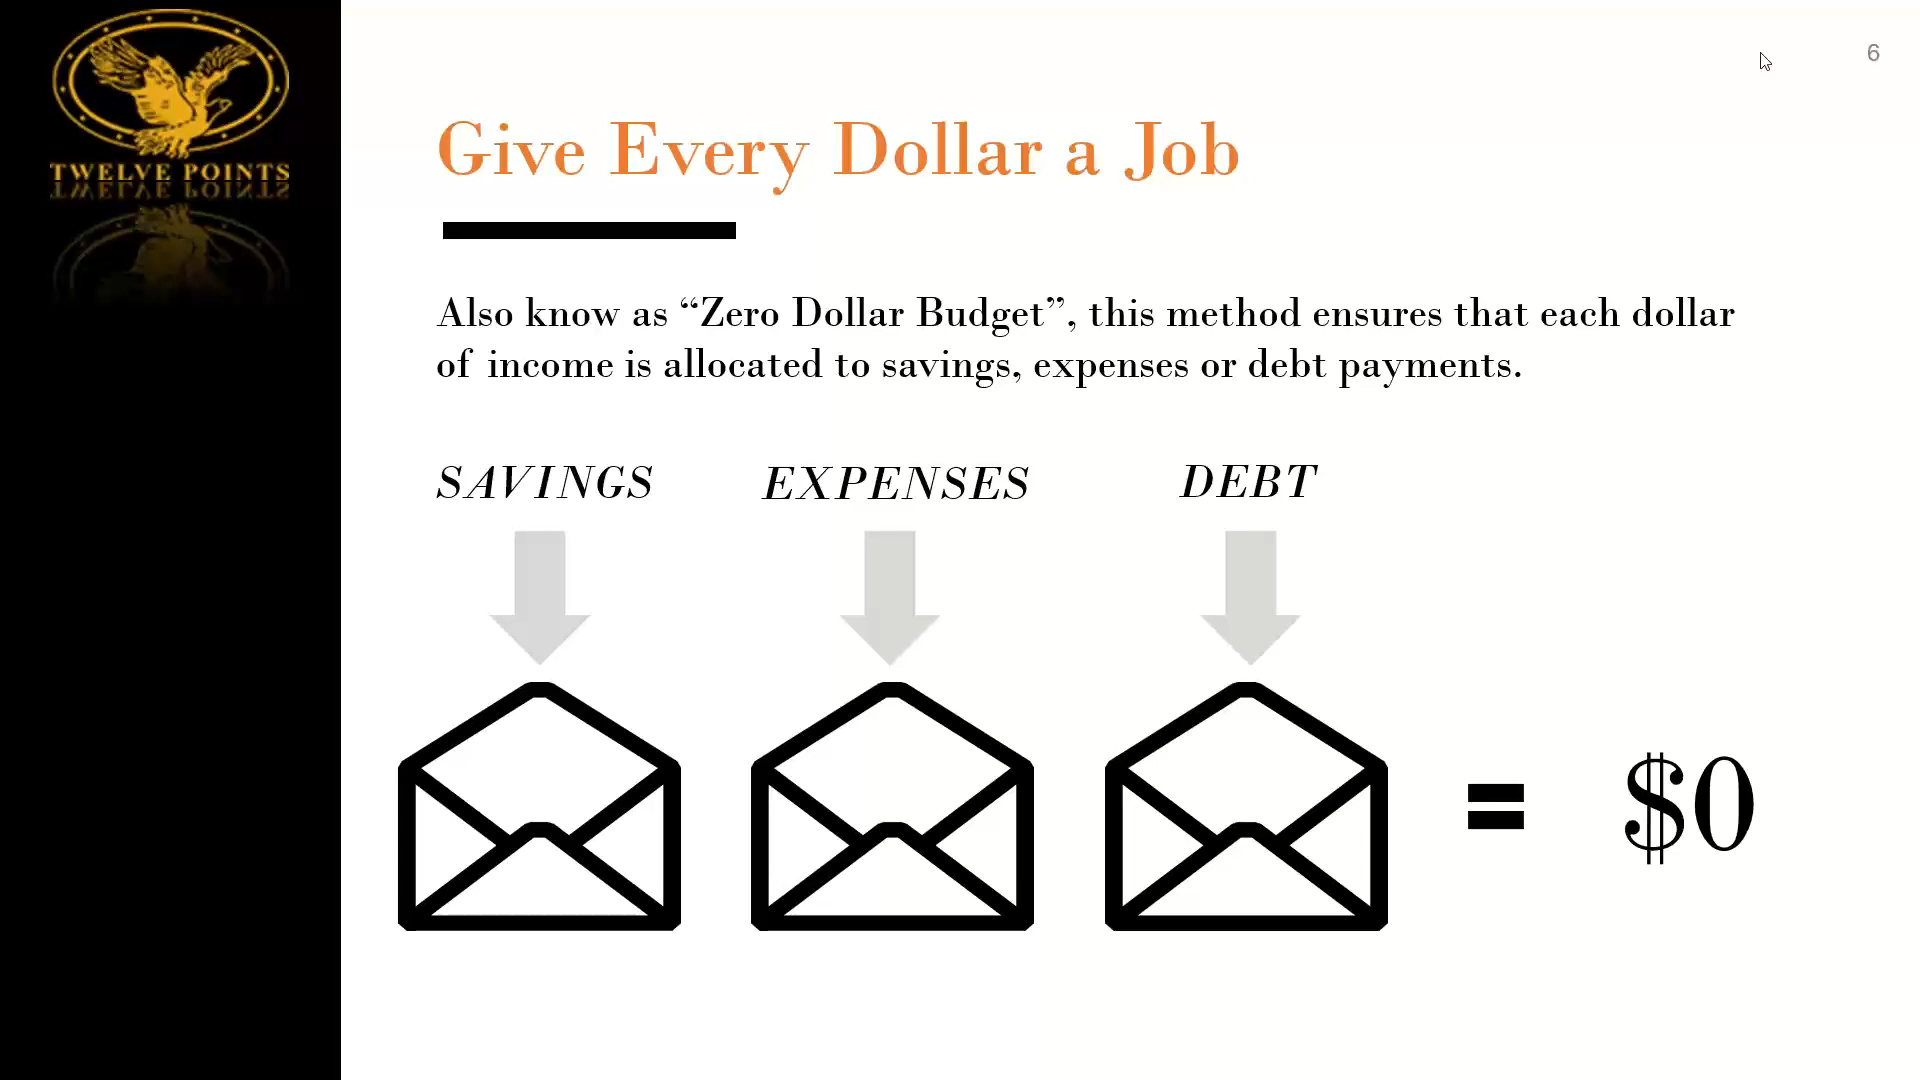 TWELVE POINTS
6
Give Every Dollar a Job
Also know as “Zero Dollar Budget”, this method ensures that each dollar
of income is allocated to savings, expenses or debt payments.
SAVINGS EXPENSES DEBT
= $0